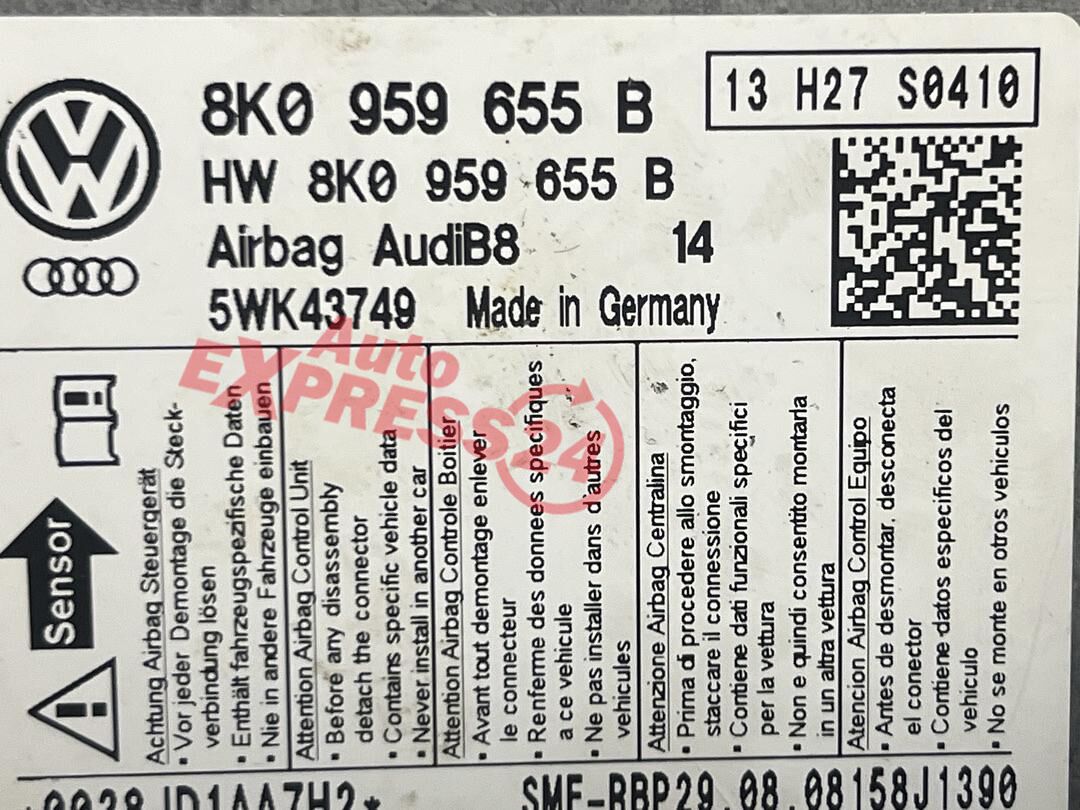 8K0 959 655 B
13 H27 S0410
HW 8K0 959 655 B
Airbag AudiB8 14
5WK43749 Made in Germany
Sensor
Achtung Airbag Steuergerät
• Vor jeder Demontage die Steck-
verbindung lösen
• Enthält fahrzeugspezifische Daten
• Nie in andere Fahrzeuge einbauen
Attention Airbag Control Unit
• Before any disassembly
detach the connector
• Contains specific vehicle data
• Never install in another car
Attention Airbag Controle Boitier
• Avant tout demontage enlever
le connecteur
• Renferme des donnees specifiques
a ce vehicule
• Ne pas installer dans d'autres
vehicules
Attenzione Airbag Centralina
• Prima di procedere allo smontaggio,
staccare il connessione
• Contiene dati funzionali specifici
per la vettura
• Non e quindi consentito montarla
in un altra vettura
Atencion Airbag Control Equipo
• Antes de desmontar, desconecta
el conector
• Contiene datos especificos del
vehiculo
• No se monte en otros vehiculos
Auto
EXPRESS24
SMF-BBP29.08.08158J1390